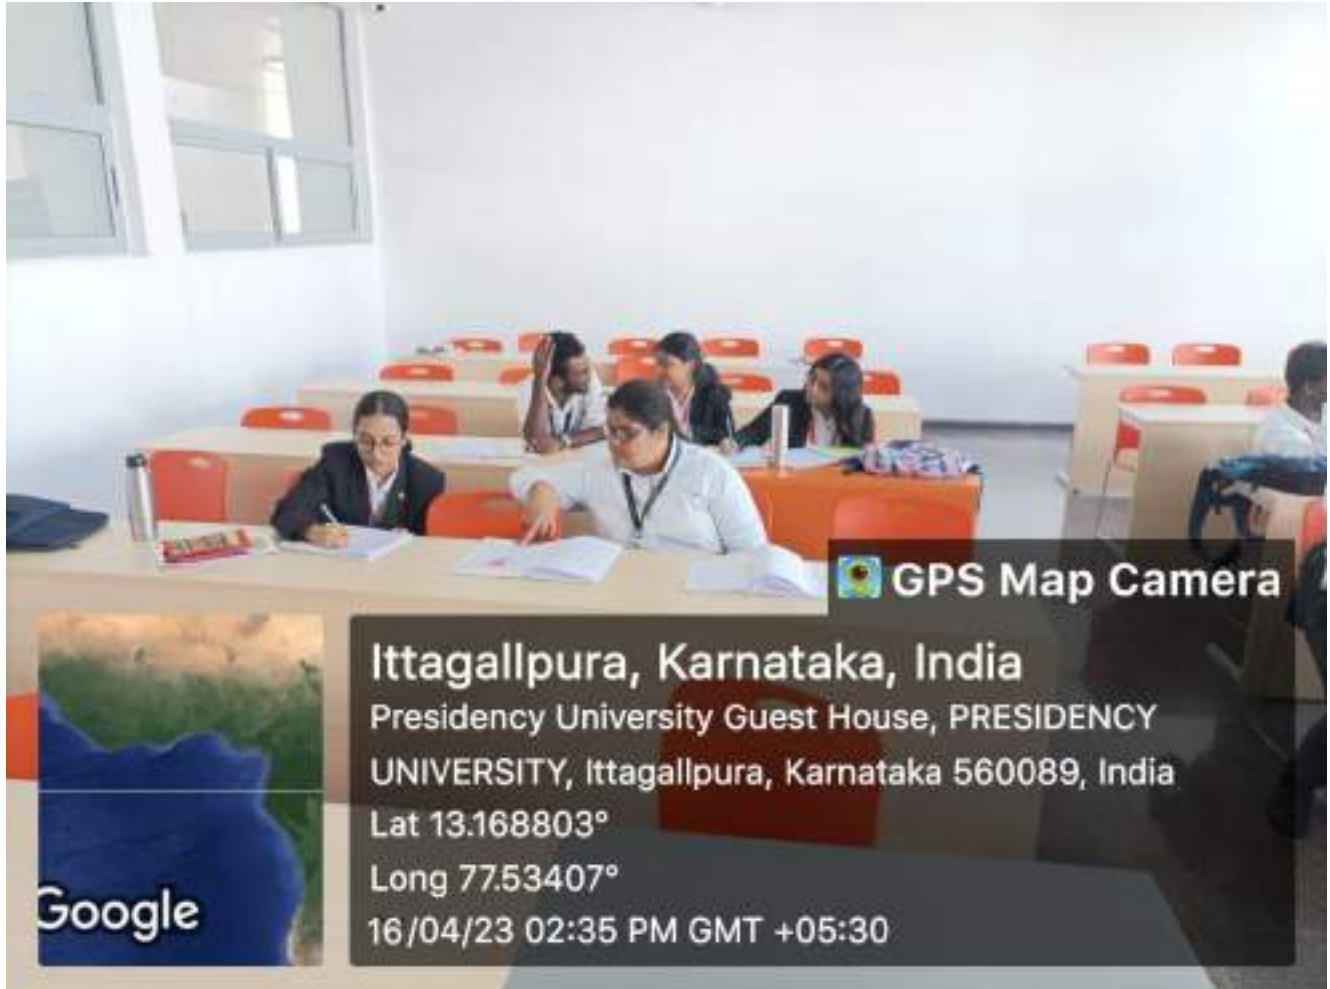 GPS Map Camera
Ittagallpura, Karnataka, India
Presidency University Guest House, PRESIDENCY
UNIVERSITY, Ittagallpura, Karnataka 560089, India
Lat 13.168803°
Long 77.53407°
16/04/23 02:35 PM GMT +05:30
Google